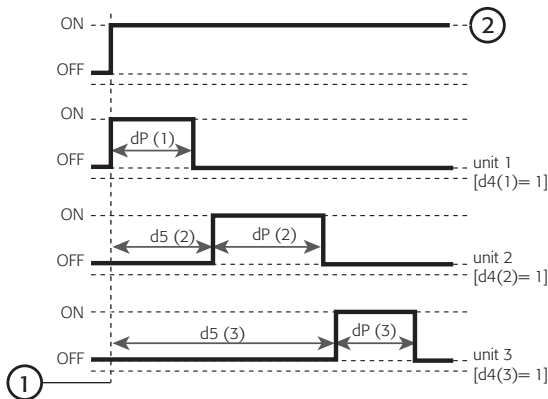 ON
2
OFF
ON
dP (1)
OFF
unit 1
[d4(1)= 1]
ON
d5 (2)
dP (2)
OFF
unit 2
[d4(2)= 1]
ON
d5 (3)
dP (3)
OFF
unit 3
[d4(3)= 1]
1